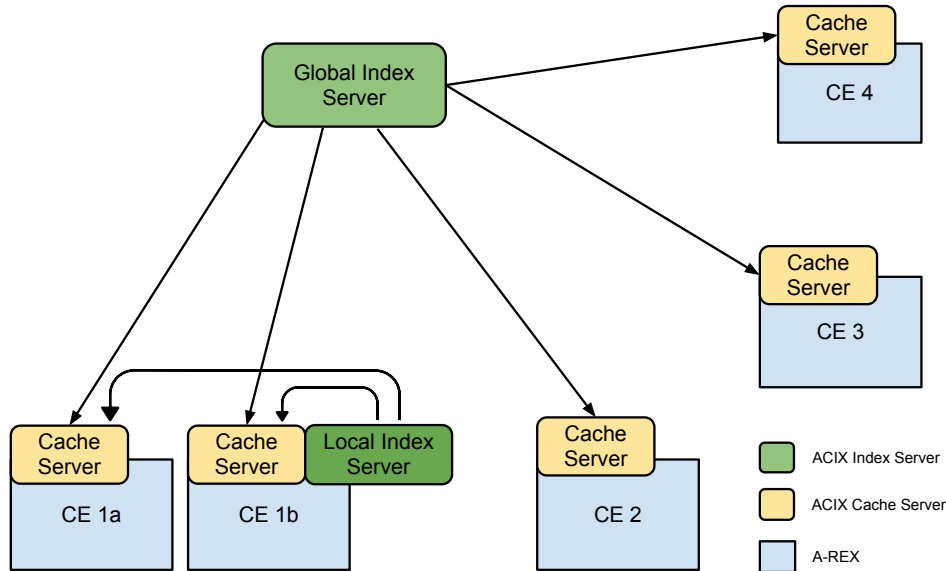 Cache
Server
CE 4
Global Index
Server
Cache
Server
CE 3
Cache
Server
CE 1a
Cache
Server
Local Index
Server
CE 1b
Cache
Server
CE 2
ACIX Index Server
ACIX Cache Server
A-REX